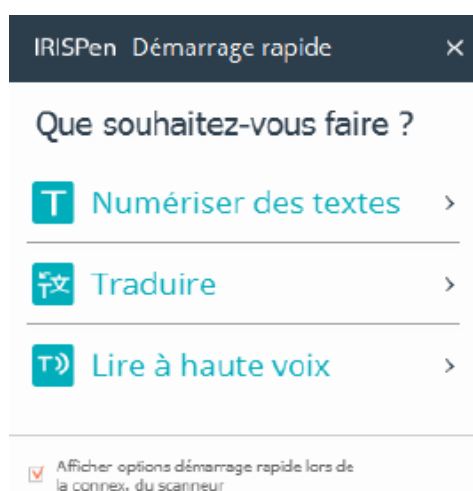 IRISPen Démarrage rapide
Que souhaitez-vous faire ?
Numériser des textes
Traduire
Lire à haute voix
Afficher options démarrage rapide lors de
la connex. du scanneur